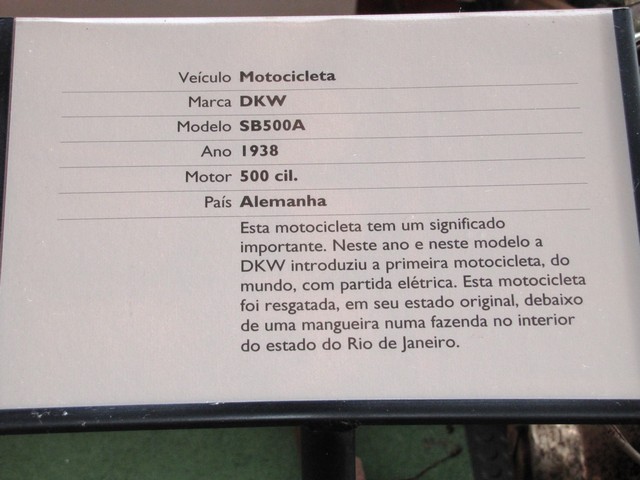 Veículo Motocicleta
Marca DKW
Modelo SB500A
Ano 1938
Motor 500 cil.
País Alemanha
Esta motocicleta tem um significado
importante. Neste ano e neste modelo a
DKW introduziu a primeira motocicleta, do
mundo, com partida elétrica. Esta motocicleta
foi resgatada, em seu estado original, debaixo
de uma mangueira numa fazenda no interior
do estado do Rio de Janeiro.